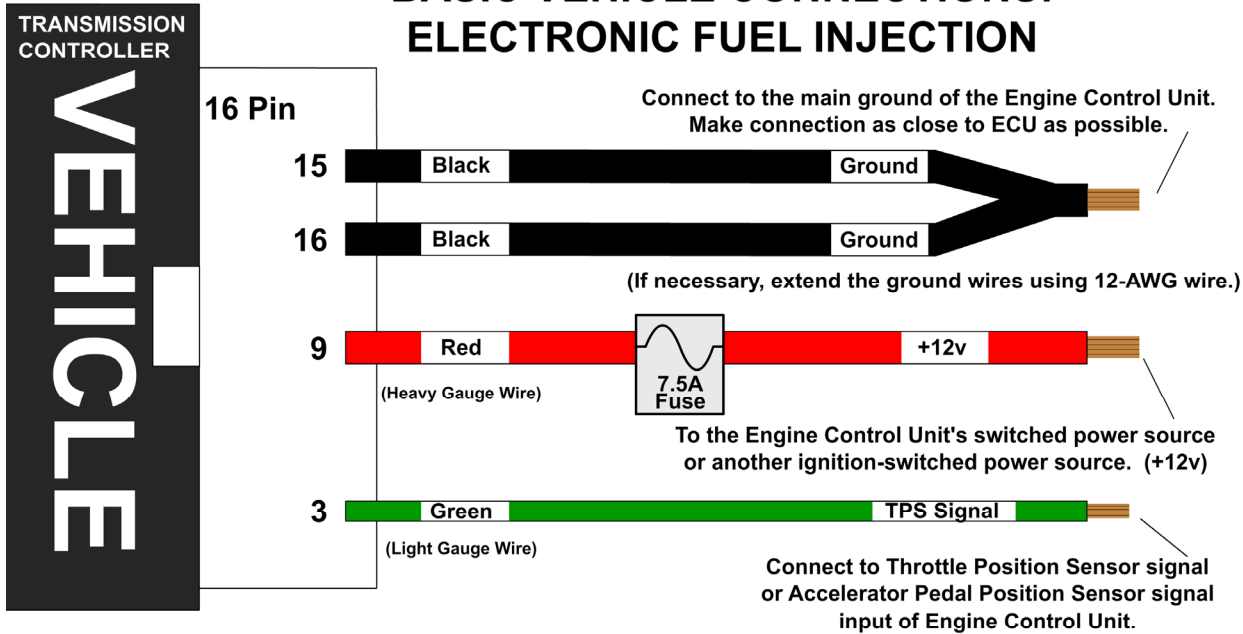 BASIC VEHICLE CONNECTIONS:
ELECTRONIC FUEL INJECTION
TRANSMISSION
CONTROLLER
VEHICLE
16 Pin
Connect to the main ground of the Engine Control Unit.
Make connection as close to ECU as possible.
15 Black Ground
16 Black Ground
(If necessary, extend the ground wires using 12-AWG wire.)
9 Red +12v
(Heavy Gauge Wire)
7.5A
Fuse
To the Engine Control Unit's switched power source
or another ignition-switched power source. (+12v)
3 Green TPS Signal
(Light Gauge Wire)
Connect to Throttle Position Sensor signal
or Accelerator Pedal Position Sensor signal
input of Engine Control Unit.